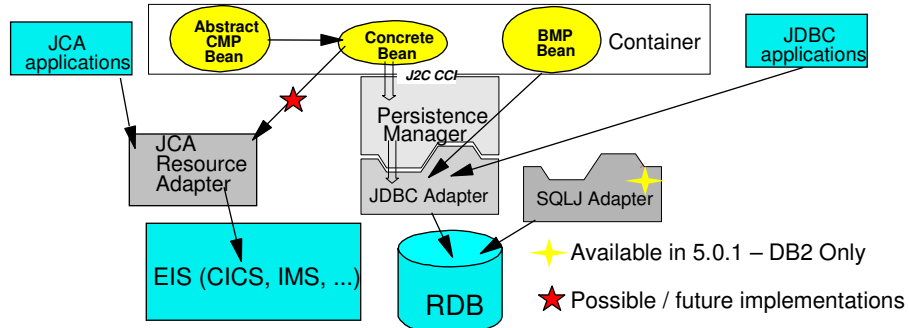 JCA
applications
Abstract
CMP
Bean
Concrete
Bean
BMP
Bean
Container
JDBC
applications
J2C CCI
Persistence
Manager
JCA
Resource
Adapter
JDBC Adapter
SQLJ Adapter
EIS (CICS, IMS, ...)
RDB
Available in 5.0.1 – DB2 Only
Possible / future implementations